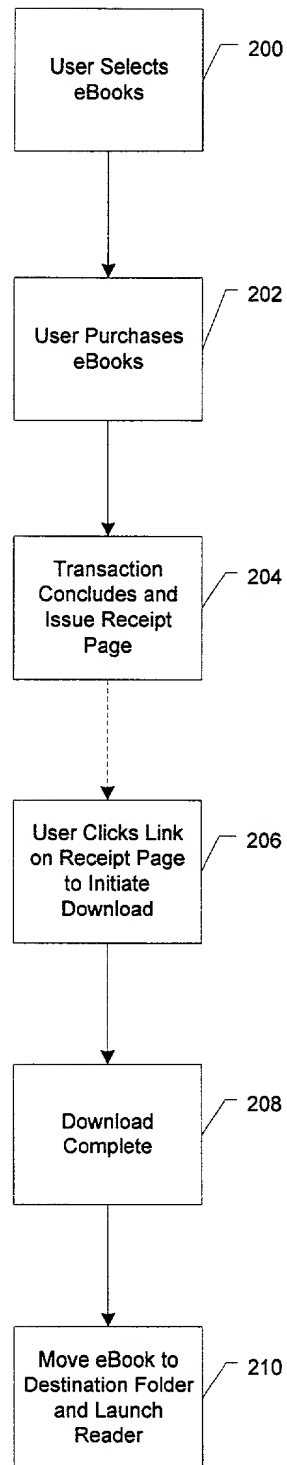 User Selects
eBooks
200
User Purchases
eBooks
202
Transaction
Concludes and
Issue Receipt
Page
204
User Clicks Link
on Receipt Page
to Initiate
Download
206
Download
Complete
208
Move eBook to
Destination Folder
and Launch
Reader
210